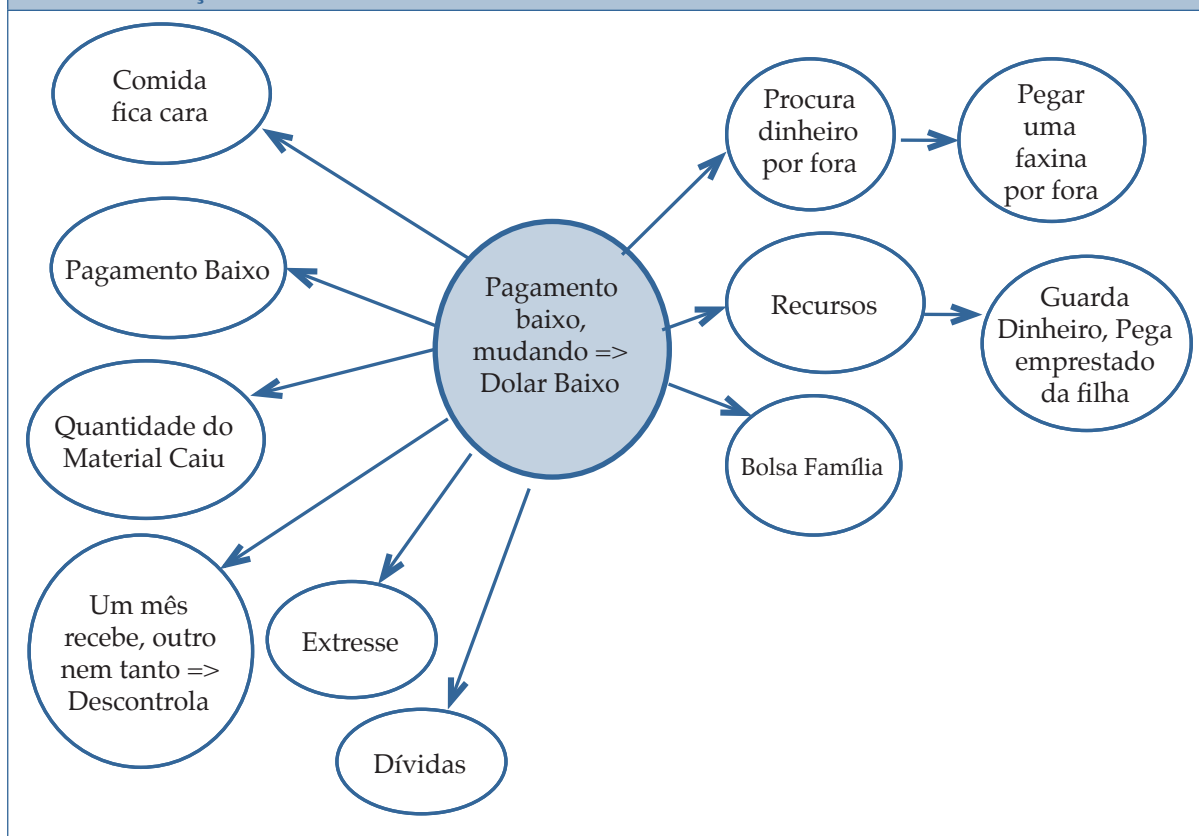 Comida
fica cara
Procura
dinheiro
por fora
Pegar
uma
faxina
por fora
Pagamento Baixo
Pagamento
baixo,
mudando =>
Dolar Baixo
Recursos
Guarda
Dinheiro, Pega
emprestado
da filha
Quantidade do
Material Caiu
Bolsa Família
Um mês
recebe, outro
nem tanto =>
Descontrola
Extresse
Dívidas